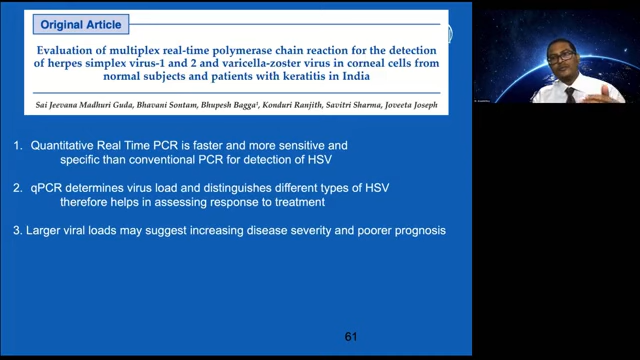 Original Article
Evaluation of multiplex real-time polymerase chain reaction for the detection
of herpes simplex virus-1 and 2 and varicella-zoster virus in corneal cells from
normal subjects and patients with keratitis in India
Sai Jeevana Madhuri Guda, Bhavani Sontam, Bhupesh Bagga¹, Konduri Ranjith, Savitri Sharma, Joveeta Joseph
1. Quantitative Real Time PCR is faster and more sensitive and
specific than conventional PCR for detection of HSV
2. qPCR determines virus load and distinguishes different types of HSV
therefore helps in assessing response to treatment
3. Larger viral loads may suggest increasing disease severity and poorer prognosis
61